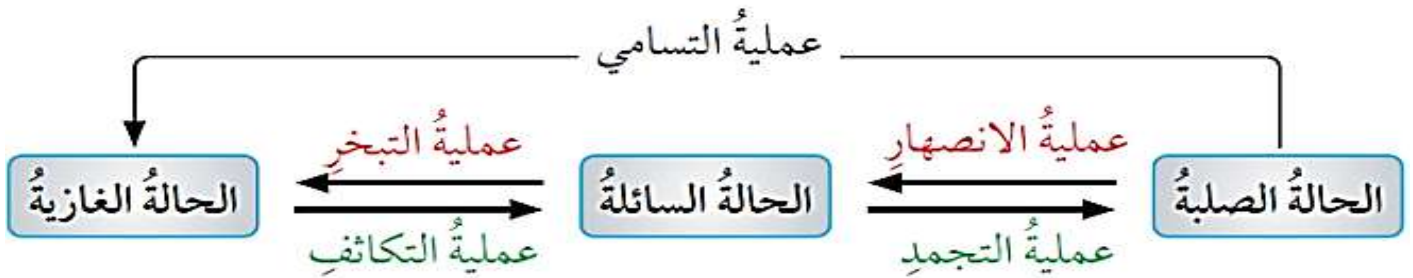 عمليةُ التسامي
عمليةُ الانصهارِ عمليةُ التبخرِ
الحالةُ الصلبةُ الحالةُ السائلةُ الحالةُ الغازيةُ
عمليةُ التجمدِ عمليةُ التكاثفِ